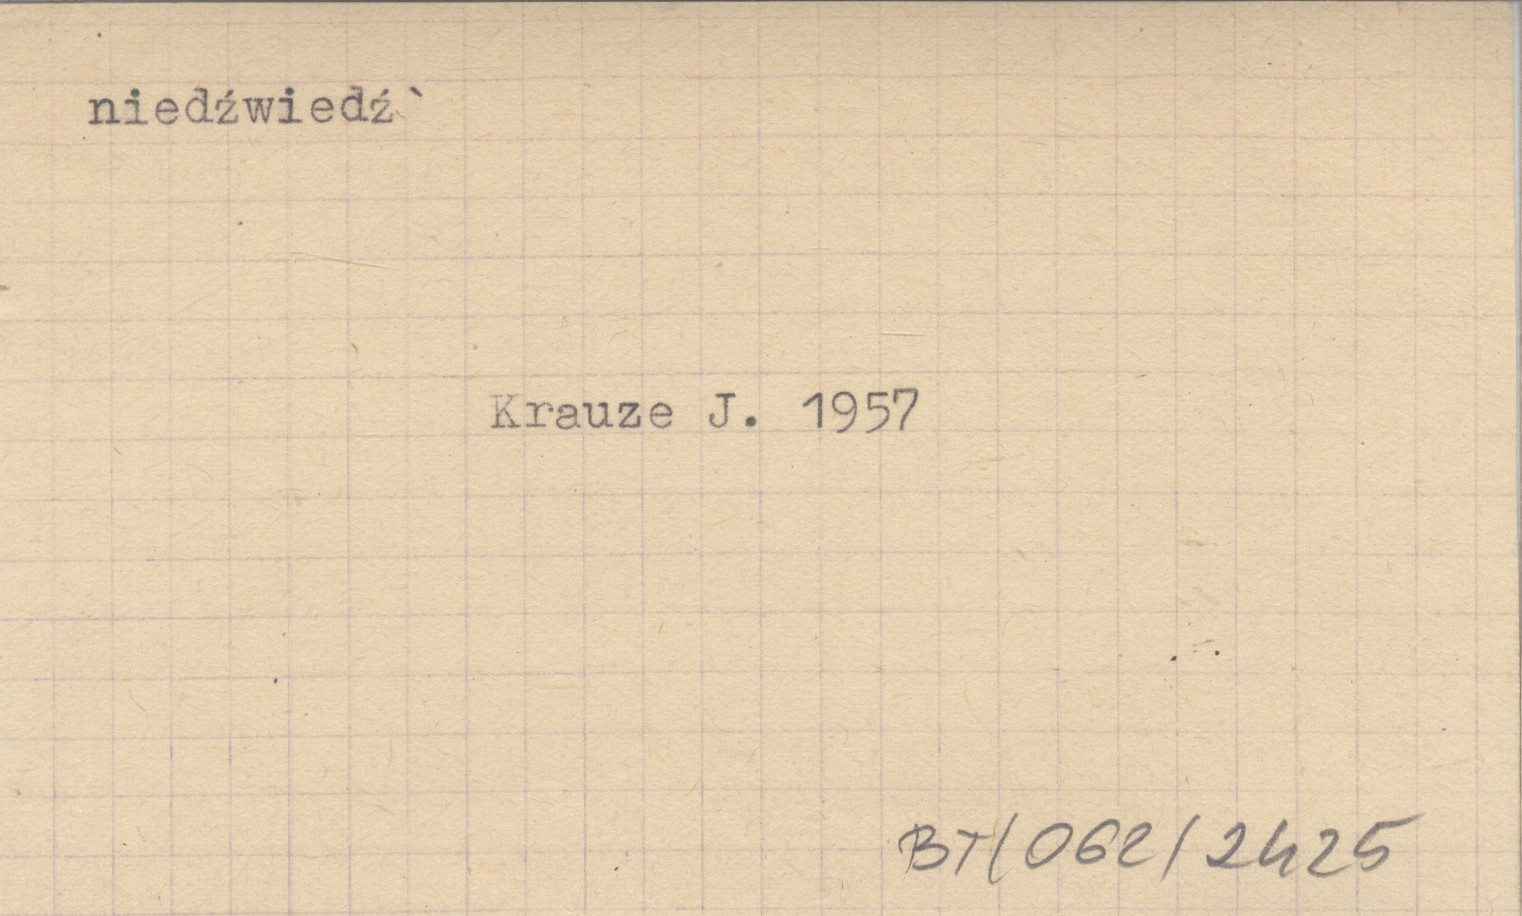 niedźwiedź`
Krauze J. 1957
BT/062/2425